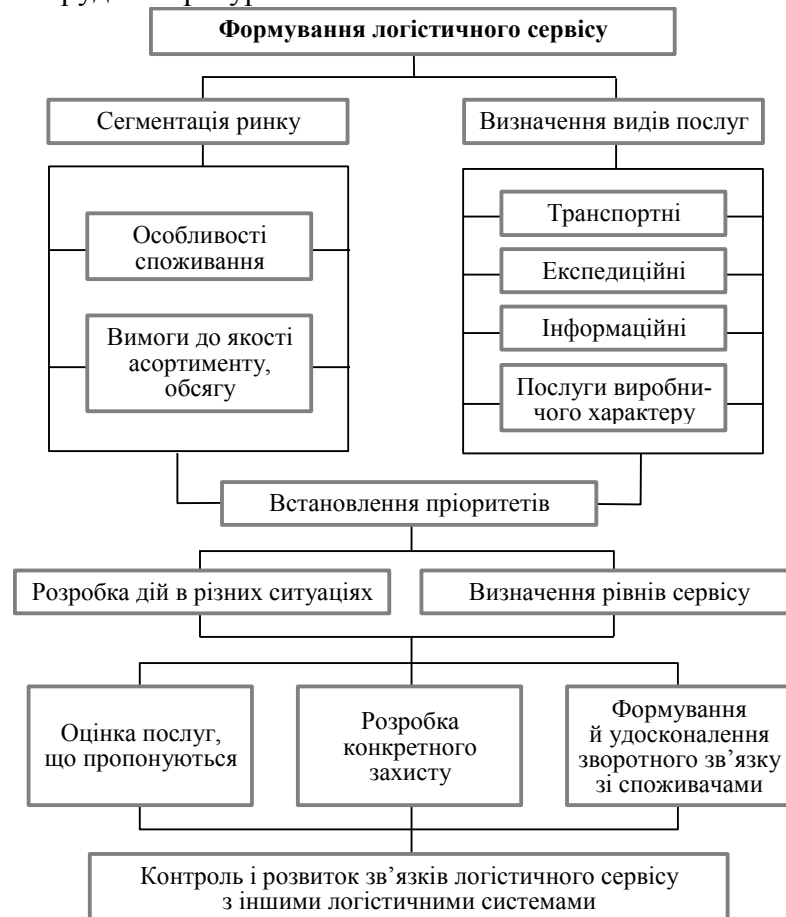 Формування логістичного сервісу
Сегментація ринку
Визначення видів послуг
Особливості
споживання
Вимоги до якості
асортименту,
обсягу
Транспортні
Експедиційні
Інформаційні
Послуги виробни-
чого характеру
Встановлення пріоритетів
Розробка дій в різних ситуаціях
Визначення рівнів сервісу
Оцінка послуг,
що пропонуються
Розробка
конкретного
захисту
Формування
й удосконалення
зворотного зв’язку
зі споживачами
Контроль і розвиток зв’язків логістичного сервісу
з іншими логістичними системами